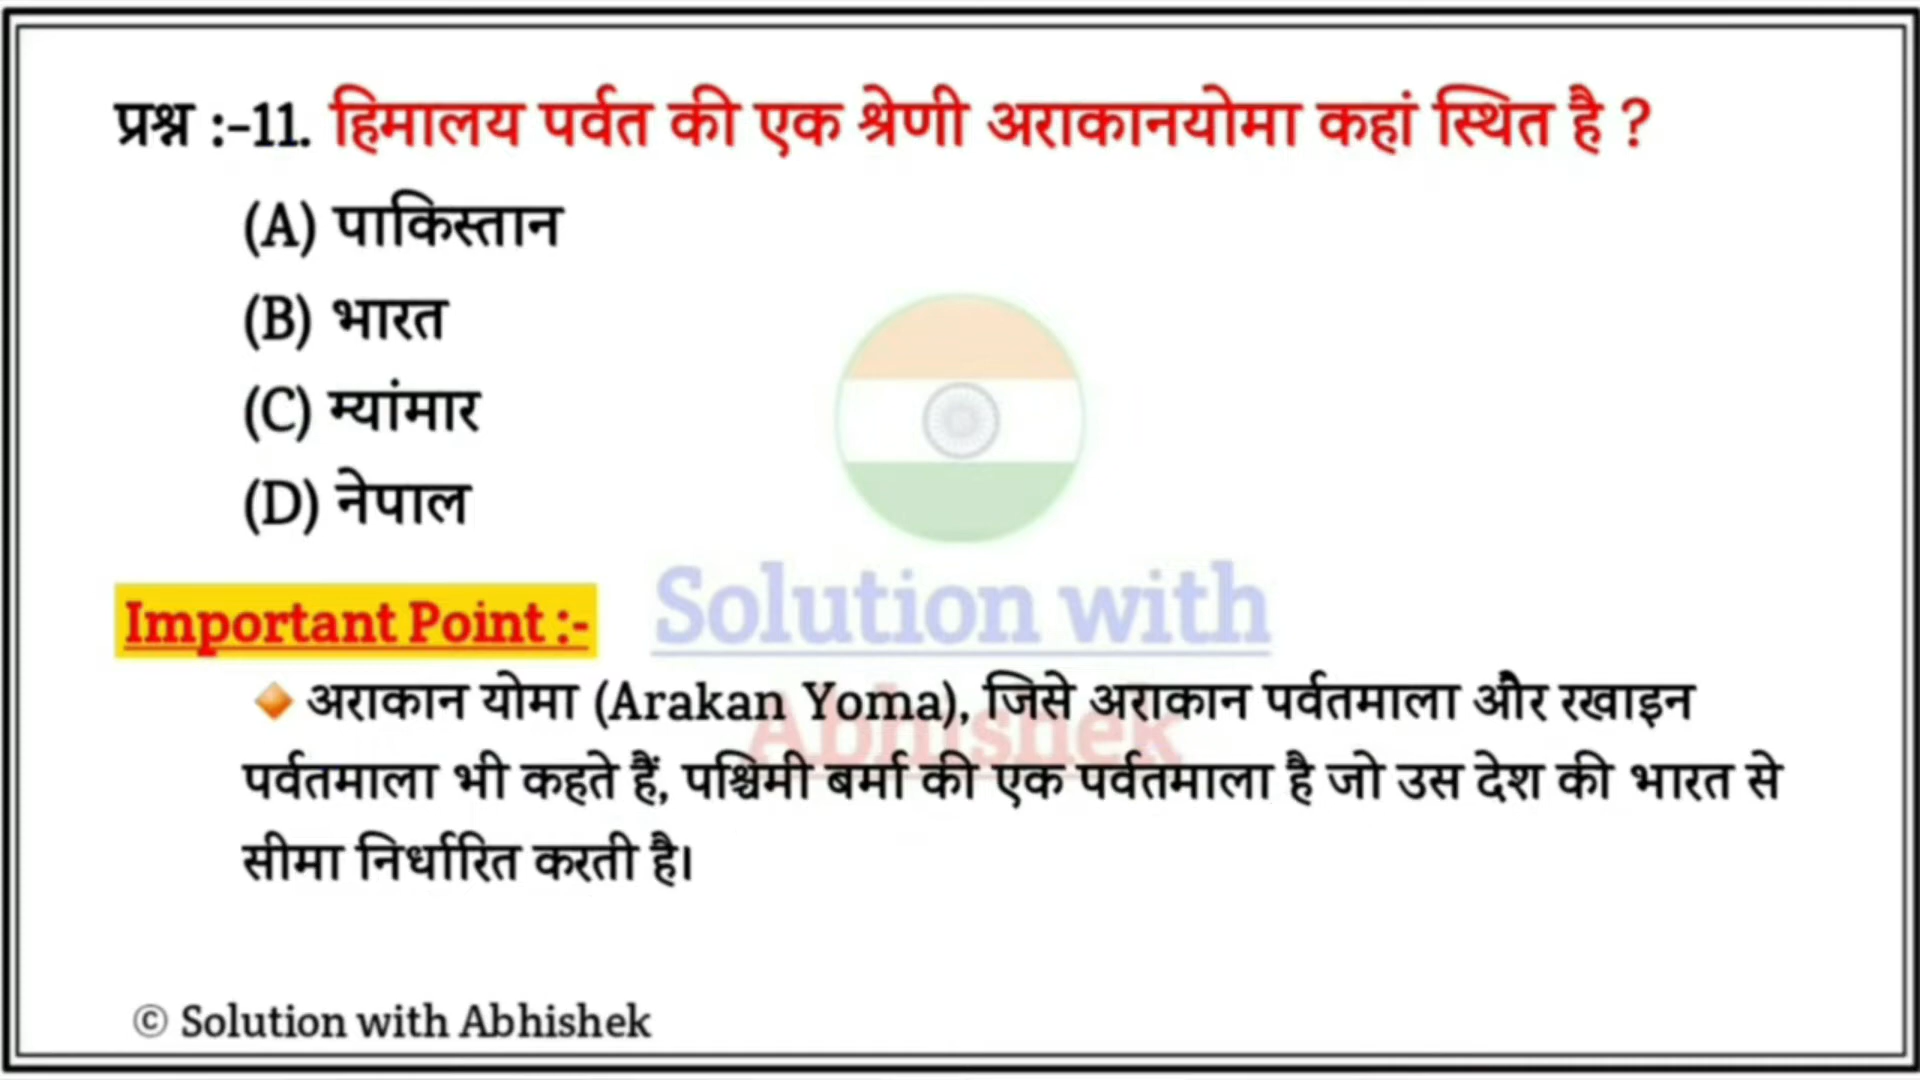 प्रश्न :-11. हिमालय पर्वत की एक श्रेणी अराकानयोमा कहां स्थित है ?
(A) पाकिस्तान
(B) भारत
(C) म्यांमार
(D) नेपाल
Important Point :-
Solution with
Abhishek
🔸अराकान योमा (Arakan Yoma), जिसे अराकान पर्वतमाला और रखाइन
पर्वतमाला भी कहते हैं, पश्चिमी बर्मा की एक पर्वतमाला है जो उस देश की भारत से
सीमा निर्धारित करती है।
© Solution with Abhishek